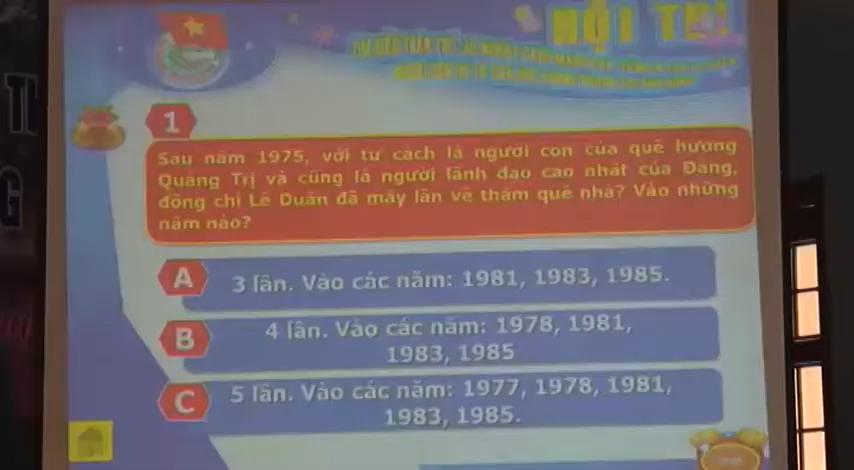 HỘI THI
1
Sau năm 1975, với tư cách là người con của quê hương
Quảng Trị và cũng là người lãnh đạo cao nhất của Đảng,
đồng chí Lê Duẩn đã mấy lần về thăm quê nhà? Vào những
năm nào?
A
3 lần. Vào các năm: 1981, 1983, 1985.
B
4 lần. Vào các năm: 1978, 1981,
1983, 1985
C
5 lần. Vào các năm: 1977, 1978, 1981,
1983, 1985.